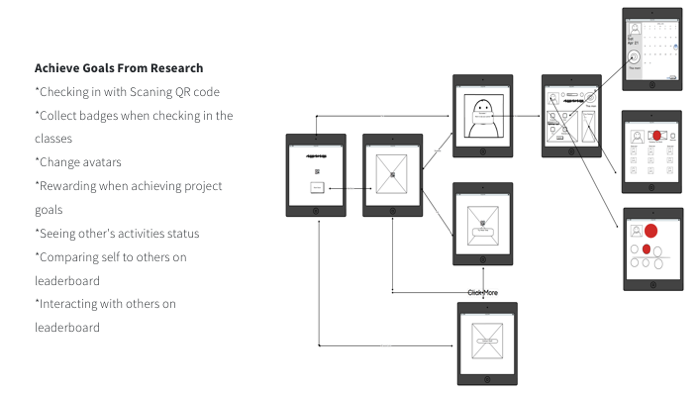 Achieve Goals From Research
*Checking in with Scaning QR code
*Collect badges when checking in the
classes
*Change avatars
*Rewarding when achieving project
goals
*Seeing other's activities status
*Comparing self to others on
leaderboard
*Interacting with others on
leaderboard
Click More